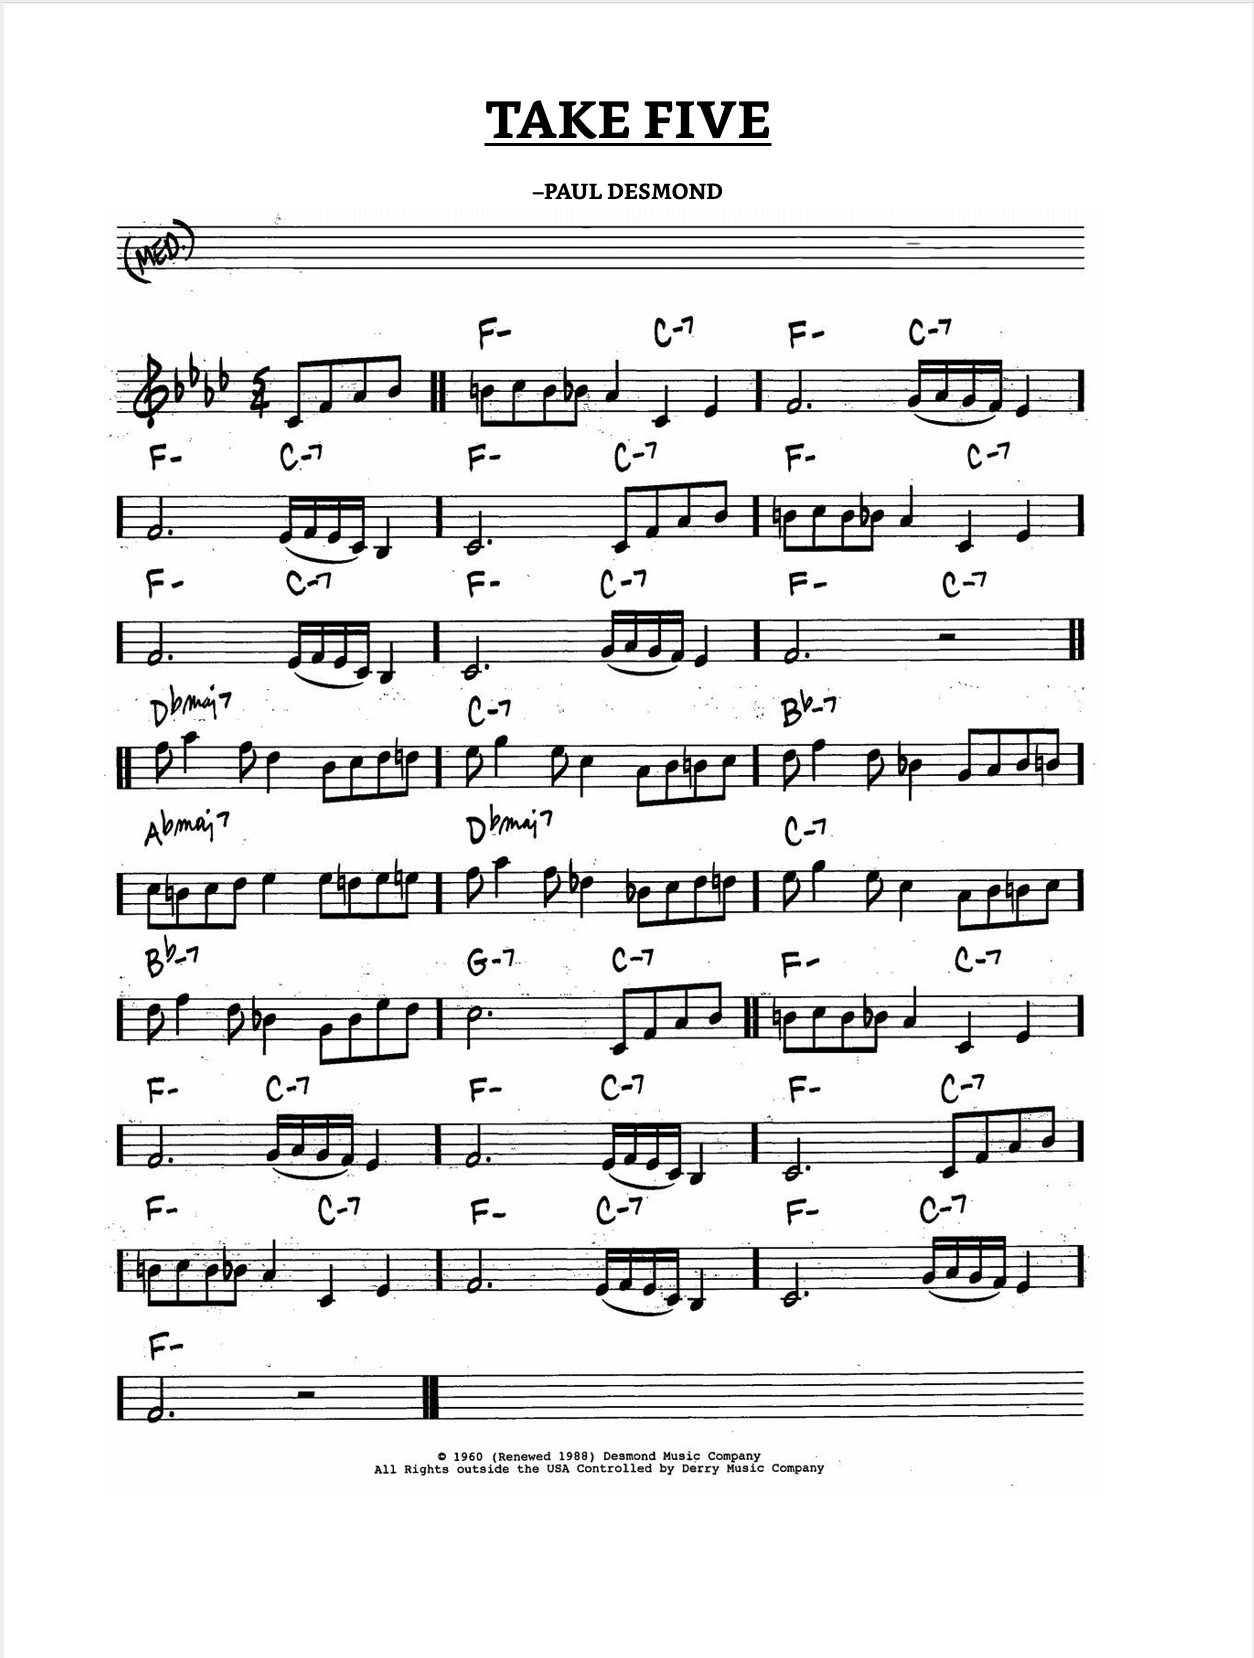 TAKE FIVE
–PAUL DESMOND
(MED.)
F- C-7 F- C-7
5
4
F- C-7 F- C-7 F- C-7
F- C-7 F- C-7 F- C-7
Dbmaj7 C-7 Bb-7
Abmaj7 Dbmaj7 C-7
Bb-7 G-7 C-7 F- C-7
F- C-7 F- C-7 F- C-7
F- C-7 F- C-7 F- C-7
F-
© 1960 (Renewed 1988) Desmond Music Company
All Rights outside the USA Controlled by Derry Music Company